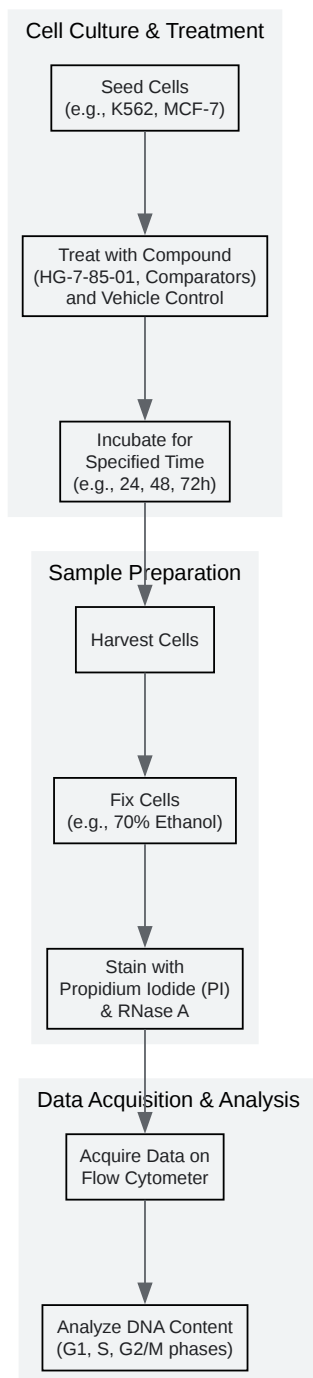 Cell Culture & Treatment
Seed Cells
(e.g., K562, MCF-7)
Treat with Compound
(HG-7-85-01, Comparators)
and Vehicle Control
Incubate for
Specified Time
(e.g., 24, 48, 72h)
Sample Preparation
Harvest Cells
Fix Cells
(e.g., 70% Ethanol)
Stain with
Propidium Iodide (PI)
& RNase A
Data Acquisition & Analysis
Acquire Data on
Flow Cytometer
Analyze DNA Content
(G1, S, G2/M phases)